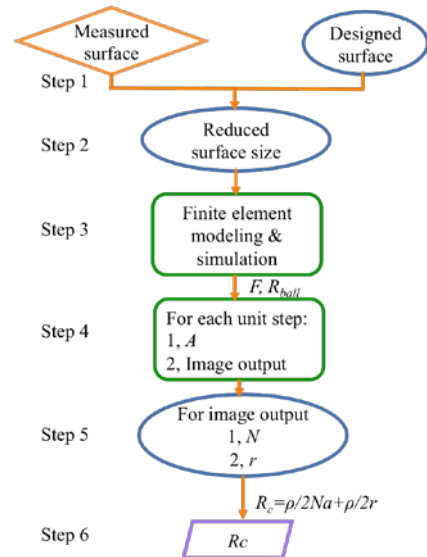 Measured
surface
Designed
surface
Step 1
Step 2
Reduced
surface size
Step 3
Finite element
modeling &
simulation
F, R_ball
Step 4
For each unit step:
1, A
2, Image output
Step 5
For image output
1, N
2, r
R_c=ρ/2Na+ρ/2r
Step 6
Rc